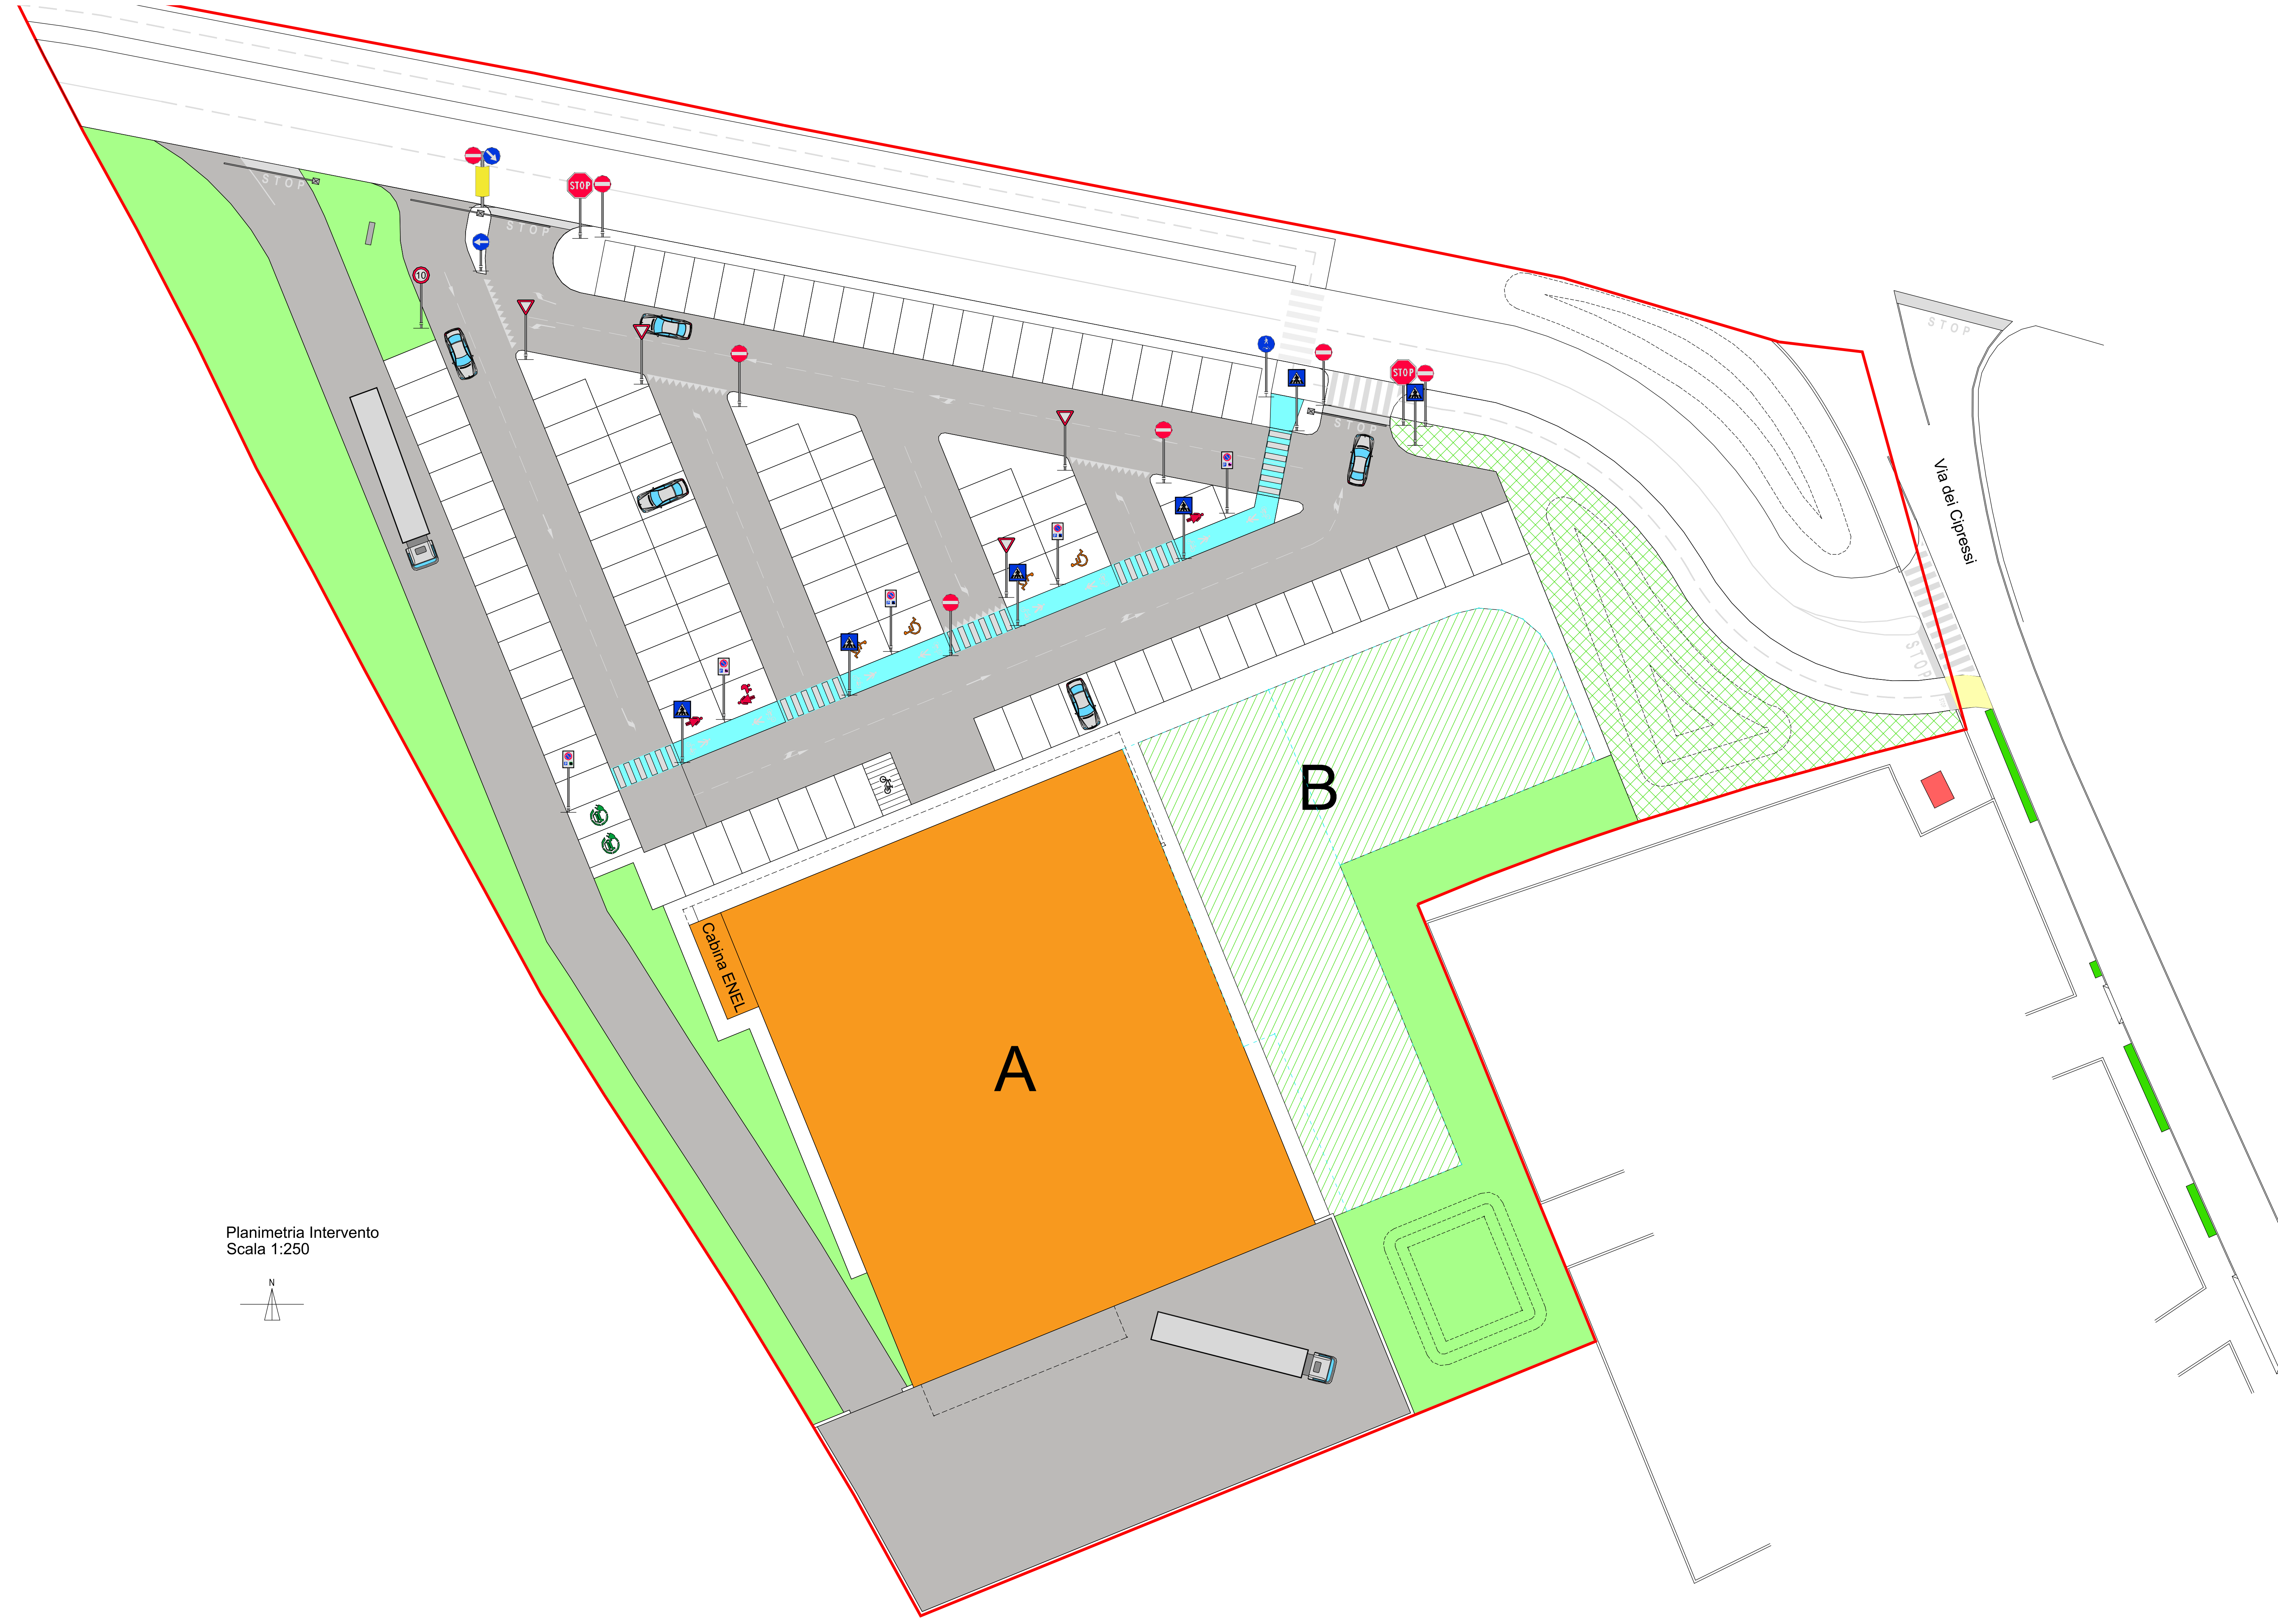 STOP
STOP
STOP
10
STOP
STOP
STOP
STOP
Via dei Cipressi
STOP
B
Cabina ENEL
A
Planimetria Intervento
Scala 1:250
N